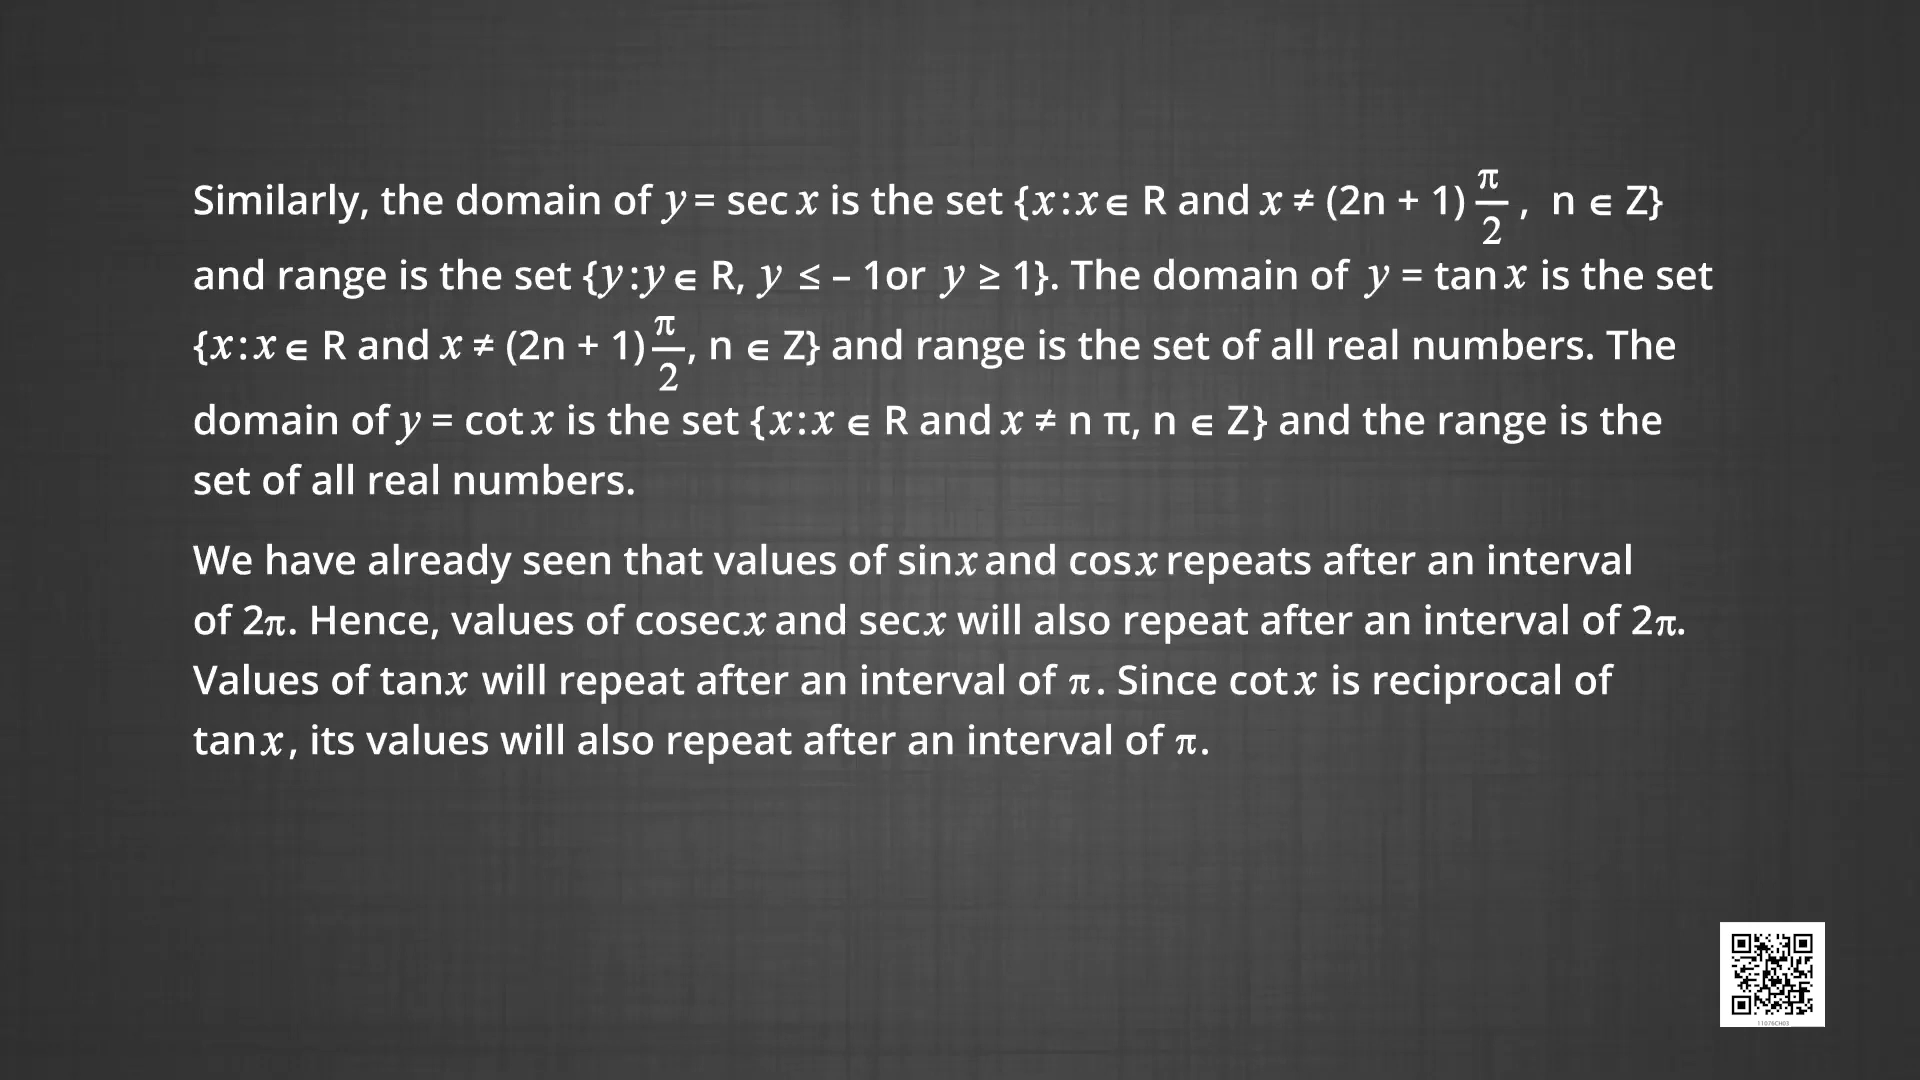 Similarly, the domain of y = sec x is the set {x : x ∈ R and x ≠ (2n + 1) π/2 , n ∈ Z}
and range is the set {y : y ∈ R, y ≤ – 1or y ≥ 1}. The domain of y = tan x is the set
{x : x ∈ R and x ≠ (2n + 1) π/2, n ∈ Z} and range is the set of all real numbers. The
domain of y = cot x is the set {x : x ∈ R and x ≠ n π, n ∈ Z} and the range is the
set of all real numbers.
We have already seen that values of sin x and cos x repeats after an interval
of 2π. Hence, values of cosec x and sec x will also repeat after an interval of 2π.
Values of tan x will repeat after an interval of π. Since cot x is reciprocal of
tan x, its values will also repeat after an interval of π.
11076CH03